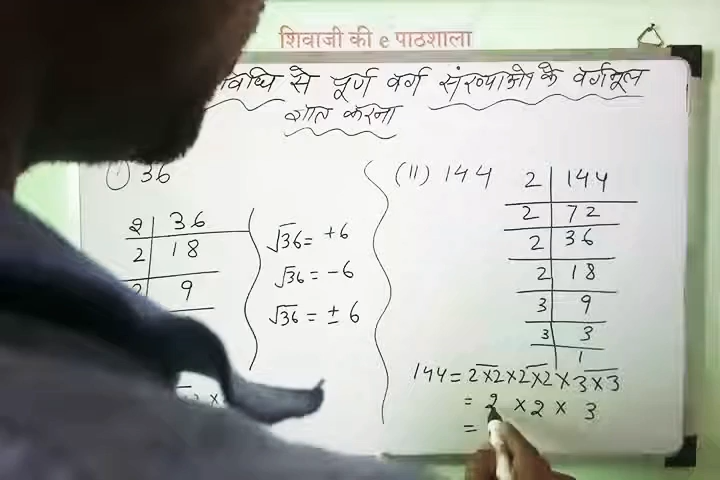 शिवाजी की e पाठशाला
विधि से पूर्ण वर्ग संख्याओ के वर्गमूल
ज्ञात करना
36
2 | 36
2 | 18
9
√36 = +6
√36 = -6
√36 = ± 6
(II) 144
2 | 144
2 | 72
2 | 36
2 | 18
3 | 9
3 | 3
1
144 = 2×2×2×2×3×3
= 2 × 2 × 3
=